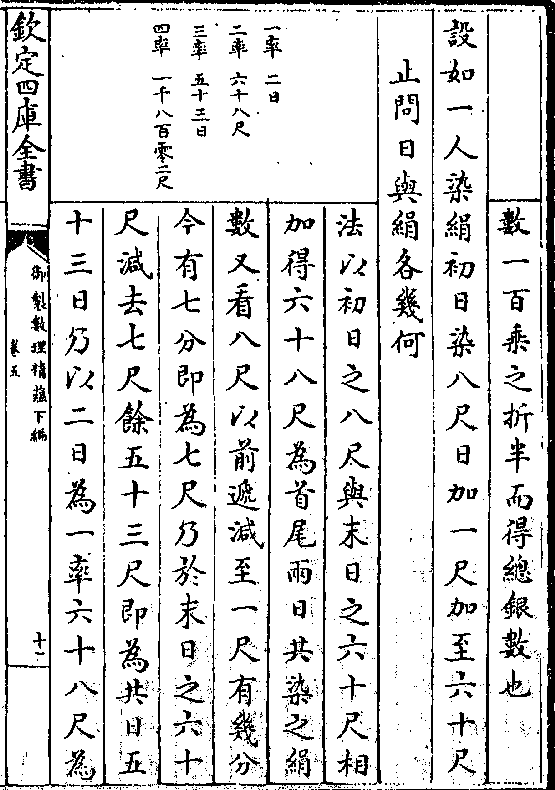 數一百乘之折半而得總銀數也
設如一人染絹初日染八尺日加一尺加至六十尺
止問日與絹各幾何
法以初日之八尺與末日之六十尺相
加得六十八尺為首尾兩日共染之絹
數又看八尺以前遞減至一尺有幾分
今有七分即為七尺乃於末日之六十
尺減去七尺餘五十三尺即為共日五
十三日乃以二日為一率六十八尺為
一率 二日
二率 六十八尺
三率 五十三日
四率 一千八百零二尺
欽定四庫全書
御製數理精蘊下編
卷五
十一